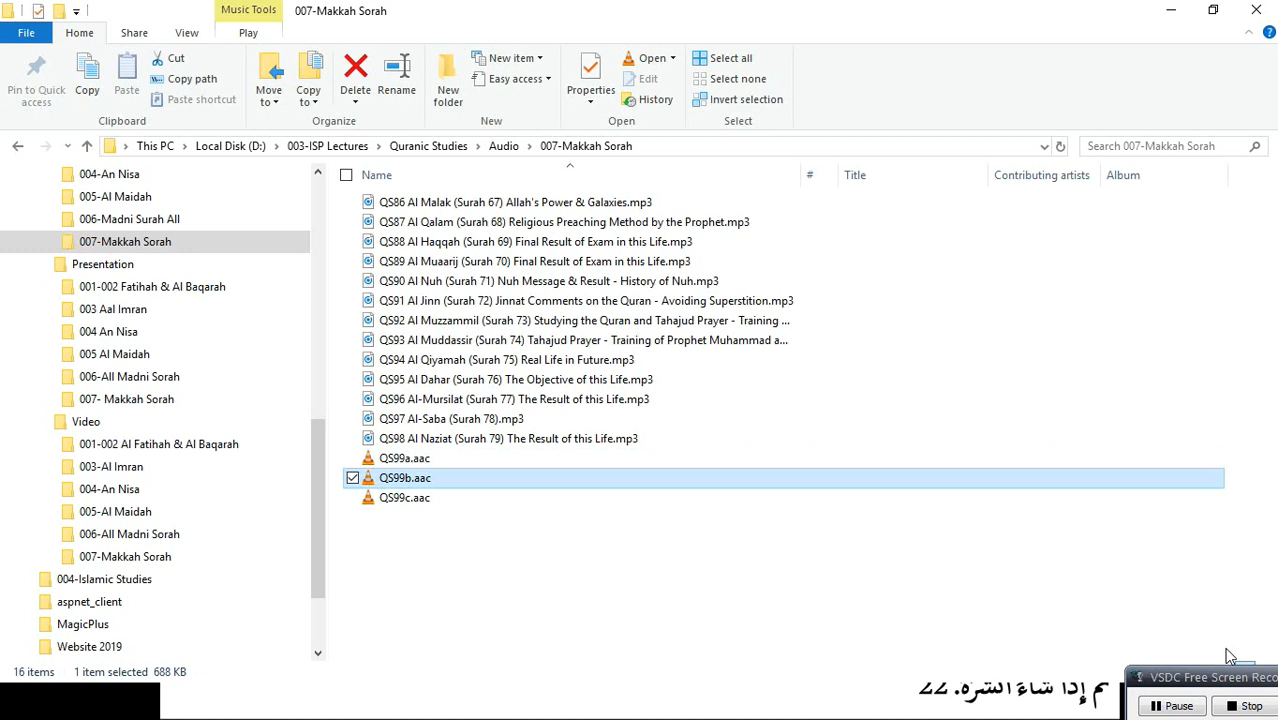 Music Tools
007-Makkah Sorah
File
Home
Share
View
Play
Pin to Quick access
Copy
Paste
Cut
Copy path
Paste shortcut
Move to
Copy to
Delete
Rename
New folder
New item
Easy access
Properties
Open
Edit
History
Select all
Select none
Invert selection
Clipboard
Organize
New
Open
Select
This PC › Local Disk (D:) › 003-ISP Lectures › Quranic Studies › Audio › 007-Makkah Sorah
Search 007-Makkah Sorah
004-An Nisa
005-Al Maidah
006-Madni Surah All
007-Makkah Sorah
Presentation
001-002 Fatihah & Al Baqarah
003 Aal Imran
004 An Nisa
005 Al Maidah
006-All Madni Sorah
007- Makkah Sorah
Video
001-002 Al Fatihah & Al Baqarah
003-Al Imran
004-An Nisa
005-Al Maidah
006-All Madni Sorah
007-Makkah Sorah
004-Islamic Studies
aspnet_client
MagicPlus
Website 2019
Name # Title Contributing artists Album
QS86 Al Malak (Surah 67) Allah's Power & Galaxies.mp3
QS87 Al Qalam (Surah 68) Religious Preaching Method by the Prophet.mp3
QS88 Al Haqqah (Surah 69) Final Result of Exam in this Life.mp3
QS89 Al Muaarij (Surah 70) Final Result of Exam in this Life.mp3
QS90 Al Nuh (Surah 71) Nuh Message & Result - History of Nuh.mp3
QS91 Al Jinn (Surah 72) Jinnat Comments on the Quran - Avoiding Superstition.mp3
QS92 Al Muzzammil (Surah 73) Studying the Quran and Tahajud Prayer - Training ...
QS93 Al Muddassir (Surah 74) Tahajud Prayer - Training of Prophet Muhammad a...
QS94 Al Qiyamah (Surah 75) Real Life in Future.mp3
QS95 Al Dahar (Surah 76) The Objective of this Life.mp3
QS96 Al-Mursilat (Surah 77) The Result of this Life.mp3
QS97 Al-Saba (Surah 78).mp3
QS98 Al Naziat (Surah 79) The Result of this Life.mp3
QS99a.aac
QS99b.aac
QS99c.aac
16 items 1 item selected 688 KB
ثم إذا شاء انشره. 22
VSDC Free Screen Reco
Pause
Stop